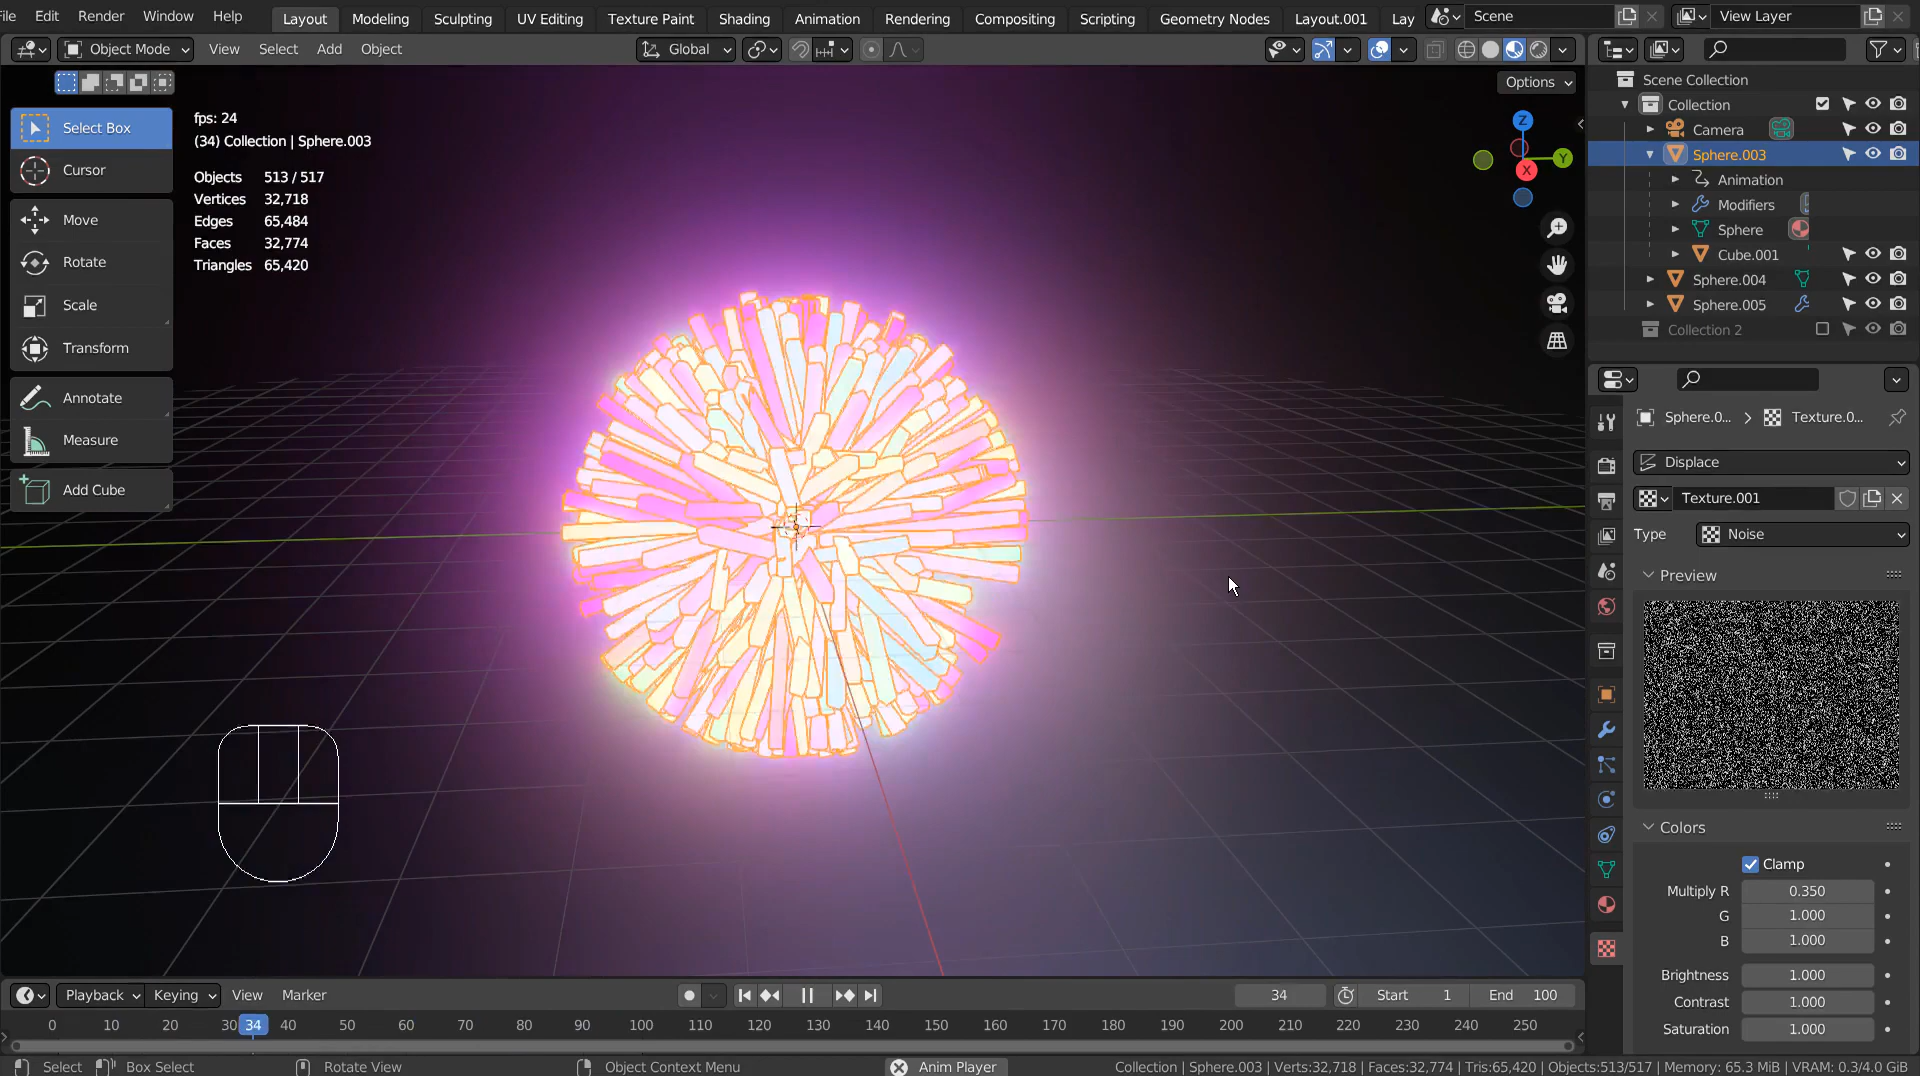 File Edit Render Window Help Layout Modeling Sculpting UV Editing Texture Paint Shading Animation Rendering Compositing Scripting Geometry Nodes Layout.001 Lay Scene View Layer
Object Mode View Select Add Object Global
Options
Select Box
Cursor
Move
Rotate
Scale
Transform
Annotate
Measure
Add Cube
fps: 24
(34) Collection | Sphere.003
Objects 513 / 517
Vertices 32,718
Edges 65,484
Faces 32,774
Triangles 65,420
Z
Y
X
Scene Collection
Collection
Camera
Sphere.003
Animation
Modifiers
Sphere
Cube.001
Sphere.004
Sphere.005
Collection 2
Sphere.0... Texture.0...
Displace
Texture.001
Type Noise
Preview
Colors
Clamp
Multiply R 0.350
G 1.000
B 1.000
Brightness 1.000
Contrast 1.000
Saturation 1.000
Playback Keying View Marker 34 Start 1 End 100
0 10 20 30 34 40 50 60 70 80 90 100 110 120 130 140 150 160 170 180 190 200 210 220 230 240 250
Select Box Select Rotate View Object Context Menu Anim Player Collection | Sphere.003 | Verts:32,718 | Faces:32,774 | Tris:65,420 | Objects:513/517 | Memory: 65.3 MiB | VRAM: 0.3/4.0 GiB